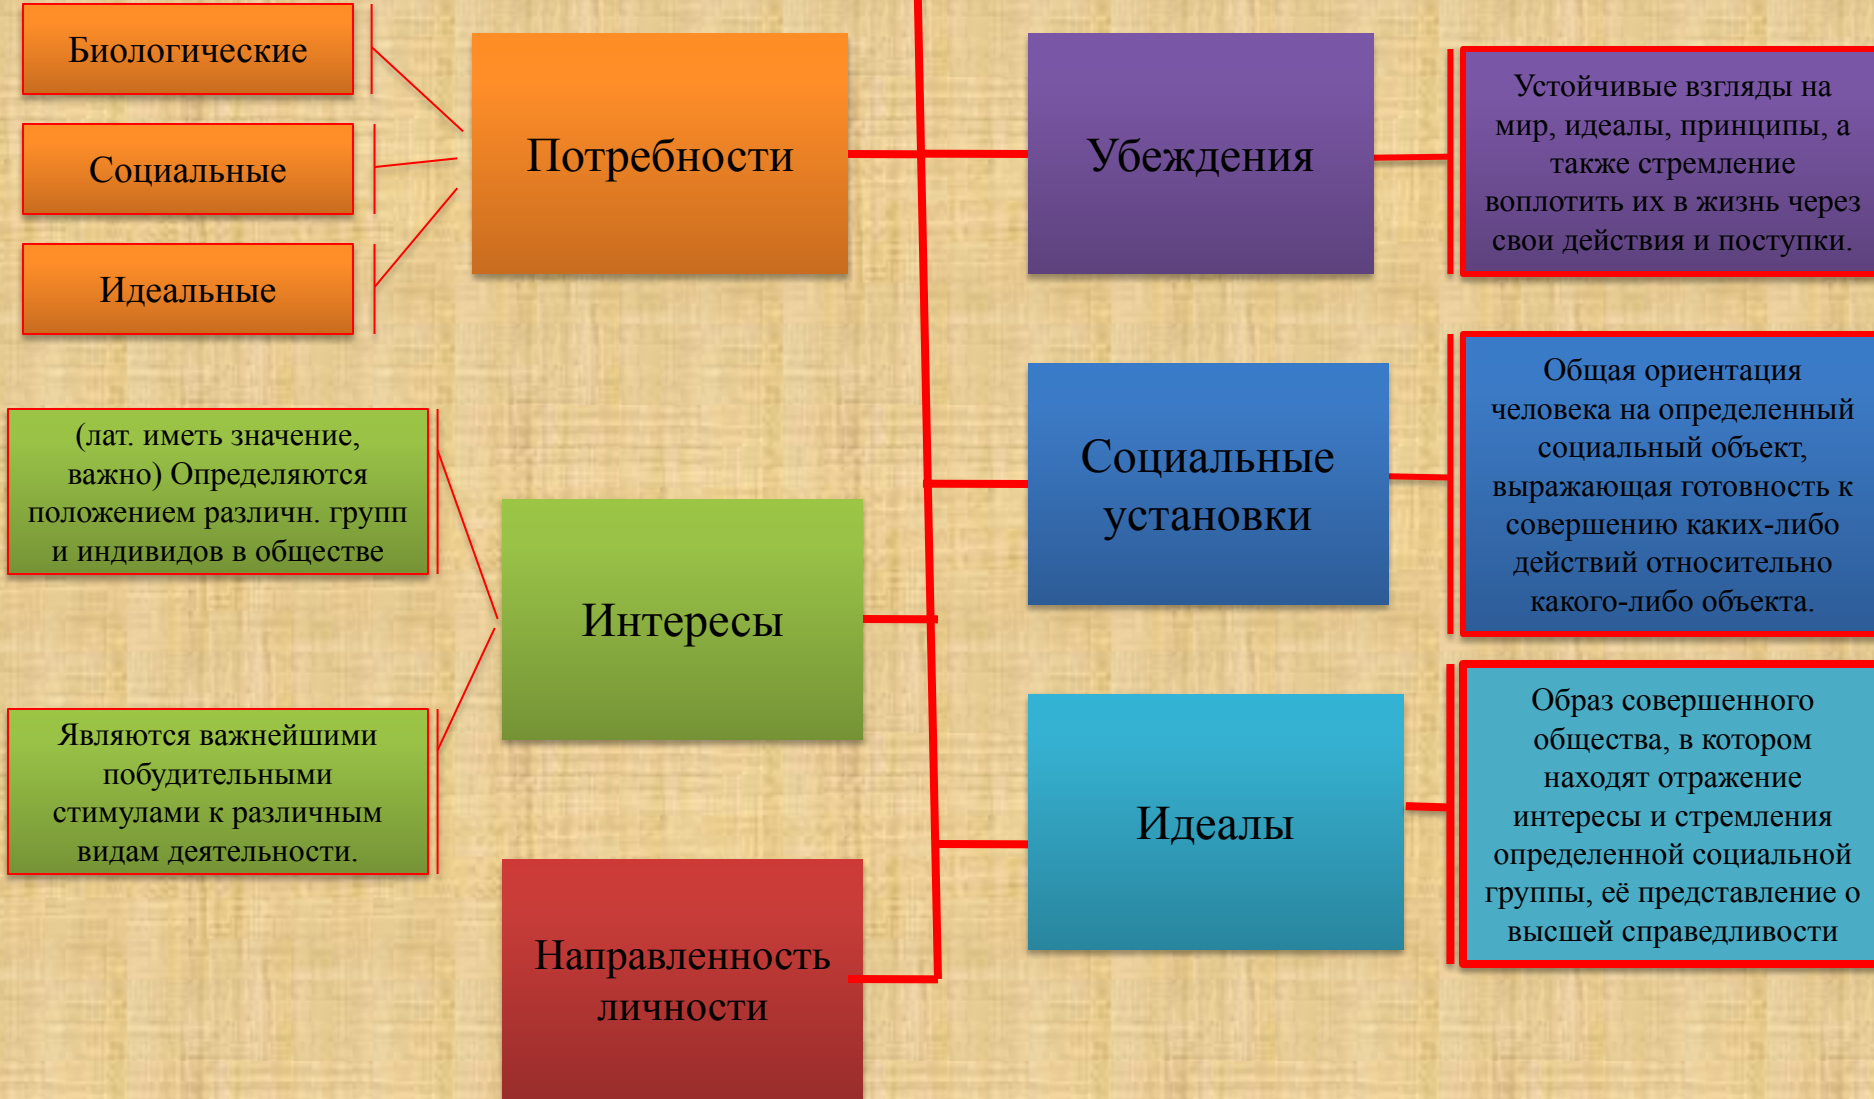 Биологические
Социальные
Идеальные
Потребности
Убеждения
Устойчивые взгляды на
мир, идеалы, принципы, а
также стремление
воплотить их в жизнь через
свои действия и поступки.
(лат. иметь значение,
важно) Определяются
положением различн. групп
и индивидов в обществе
Являются важнейшими
побудительными
стимулами к различным
видам деятельности.
Интересы
Социальные
установки
Общая ориентация
человека на определенный
социальный объект,
выражающая готовность к
совершению каких-либо
действий относительно
какого-либо объекта.
Идеалы
Образ совершенного
общества, в котором
находят отражение
интересы и стремления
определенной социальной
группы, её представление о
высшей справедливости
Направленность
личности